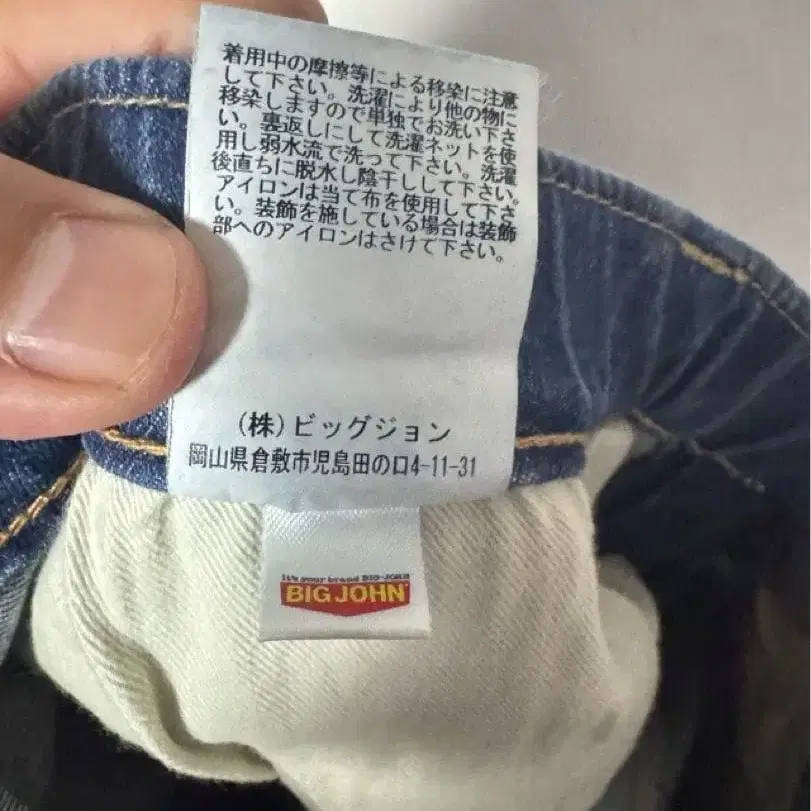 着用中の摩擦等による移染に注意
して下さい。洗濯により他の物に
移染しますので単独でお洗い下さ
い。裏返しにして洗濯ネットを使
用し弱水流で洗って下さい。洗濯
後直ちに脱水し陰干しして下さい。
アイロンは当て布を使用して下さ
い。装飾を施している場合は装飾
部へのアイロンはさけて下さい。
(株)ビッグジョン
岡山県倉敷市児島田の口4-11-31
It's your brand BIG-JOHN
BIG JOHN